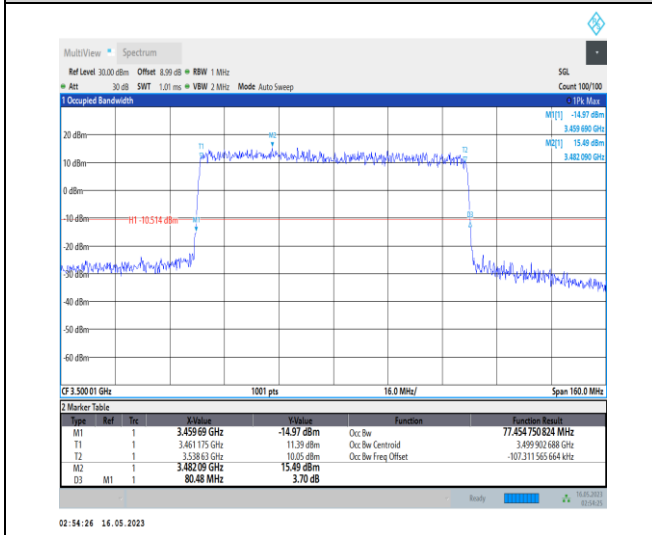 MultiView Spectrum
Ref Level 30.00 dBm Offset 8.99 dB RBW 1 MHz SGL
Att 30 dB SWT 1.01 ms VBW 2 MHz Mode Auto Sweep Count 100/100
1 Occupied Bandwidth 1Pk Max
M1[1] -14.97 dBm
3.459 690 GHz
M2[1] 15.49 dBm
3.482 090 GHz
20 dBm
M2
T1
T2
10 dBm
0 dBm
-10 dBm
H1 -10.514 dBm
M1
D3
-20 dBm
-30 dBm
-40 dBm
-50 dBm
-60 dBm
CF 3.500 01 GHz 1001 pts 16.0 MHz/ Span 160.0 MHz
2 Marker Table
Type Ref Trc X-Value Y-Value Function Function Result
M1 1 3.459 69 GHz -14.97 dBm Occ Bw 77.454 750 824 MHz
T1 1 3.461 175 GHz 11.39 dBm Occ Bw Centroid 3.499 902 688 GHz
T2 1 3.538 63 GHz 10.05 dBm Occ Bw Freq Offset -107.311 565 664 kHz
M2 1 3.482 09 GHz 15.49 dBm
D3 M1 1 80.48 MHz 3.70 dB
Ready 16.05.2023
02:54:25
02:54:26 16.05.2023